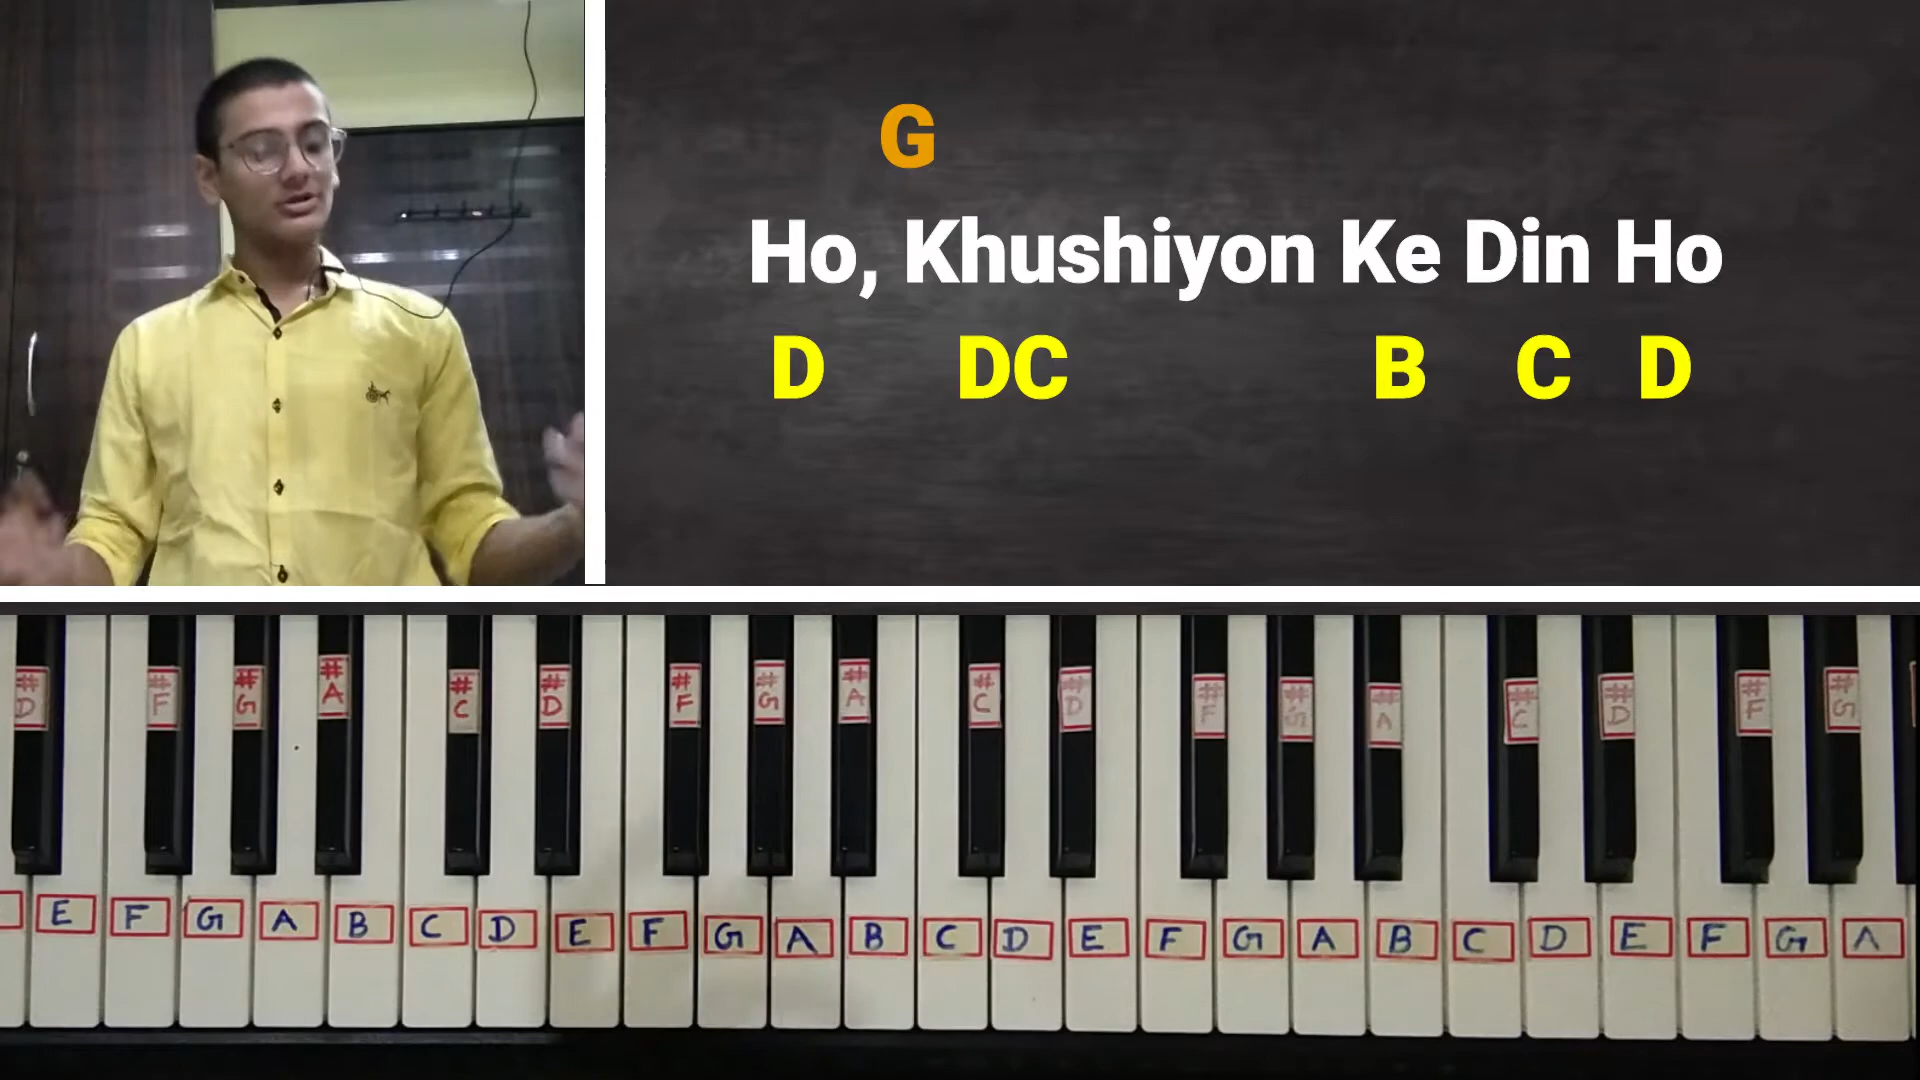 G
Ho, Khushiyon Ke Din Ho
D DC B C D
#D #F #G #A #C #D #F #G #A #C #D #F #G #A #C #D #F #G
E F G A B C D E F G A B C D E F G A B C D E F G A